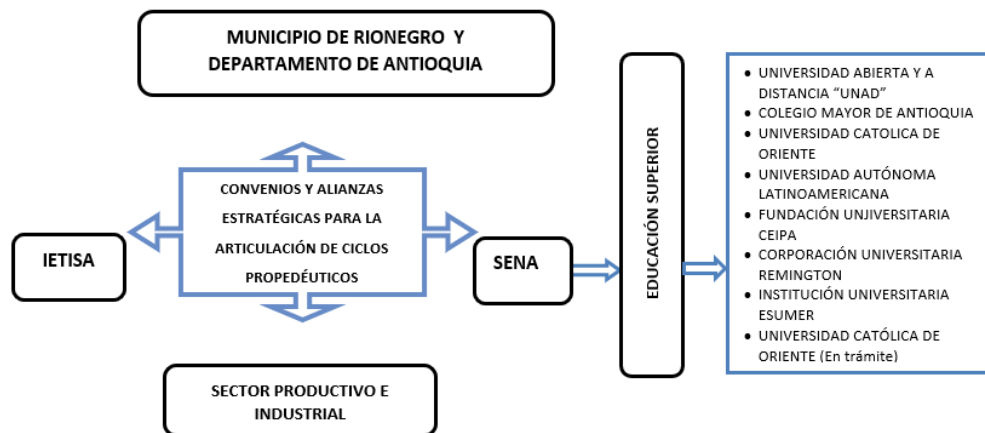 MUNICIPIO DE RIONEGRO Y
DEPARTAMENTO DE ANTIOQUIA
CONVENIOS Y ALIANZAS
ESTRATÉGICAS PARA LA
ARTICULACIÓN DE CICLOS
PROPEDÉUTICOS
IETISA
SENA
SECTOR PRODUCTIVO E
INDUSTRIAL
EDUCACIÓN SUPERIOR
• UNIVERSIDAD ABIERTA Y A
DISTANCIA “UNAD”
• COLEGIO MAYOR DE ANTIOQUIA
• UNIVERSIDAD CATOLICA DE
ORIENTE
• UNIVERSIDAD AUTÓNOMA
LATINOAMERICANA
• FUNDACIÓN UNJIVERSITARIA
CEIPA
• CORPORACIÓN UNIVERSITARIA
REMINGTON
• INSTITUCIÓN UNIVERSITARIA
ESUMER
• UNIVERSIDAD CATÓLICA DE
ORIENTE (En trámite)